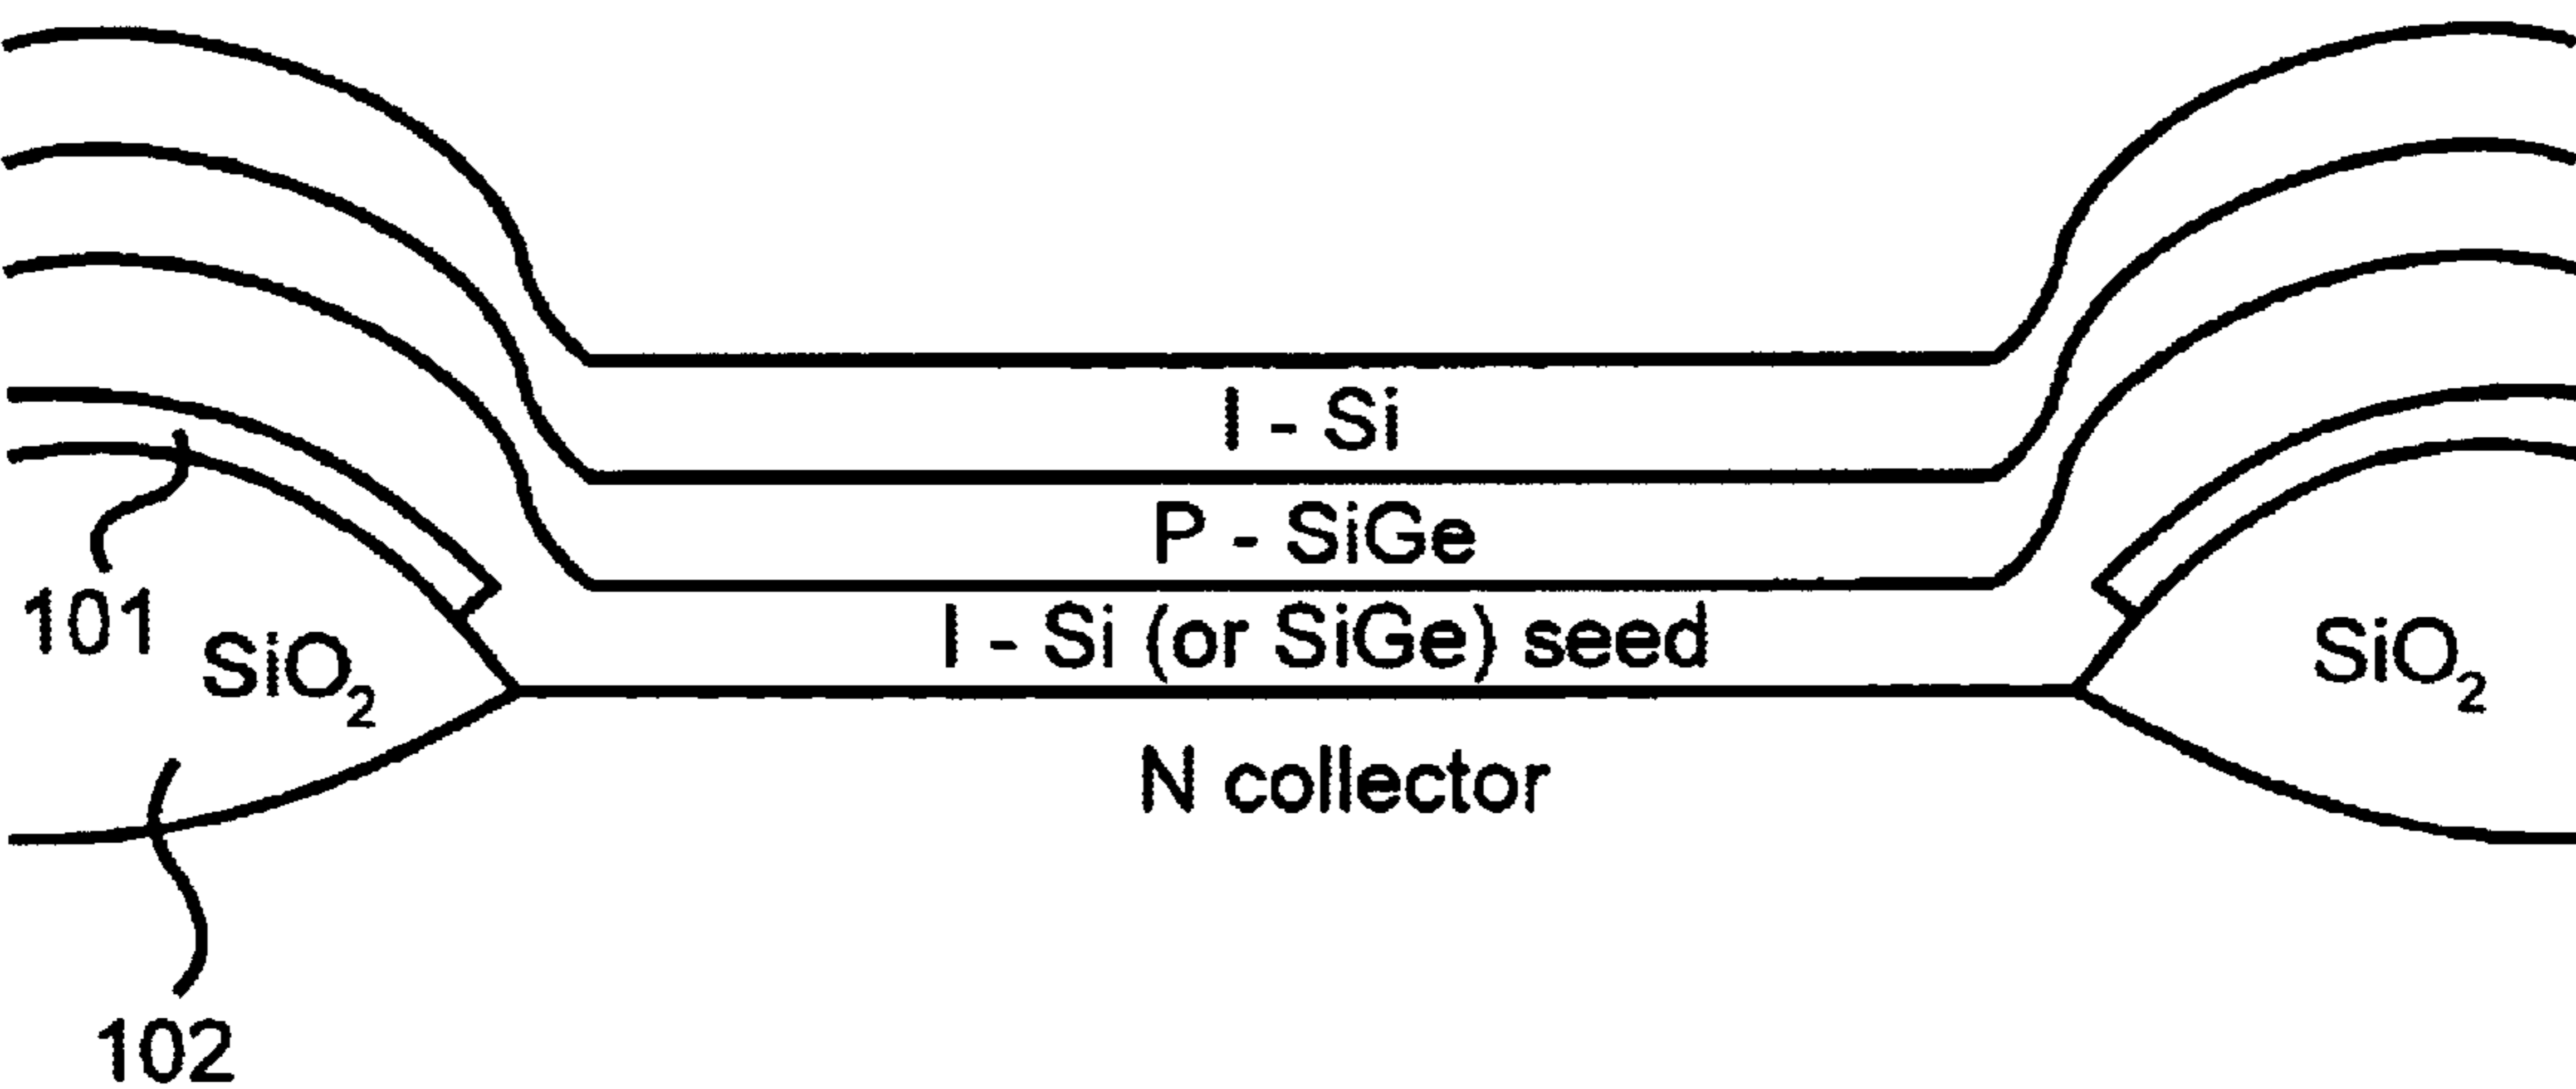 I - Si
P - SiGe
I - Si (or SiGe) seed
101
SiO₂
SiO₂
N collector
102